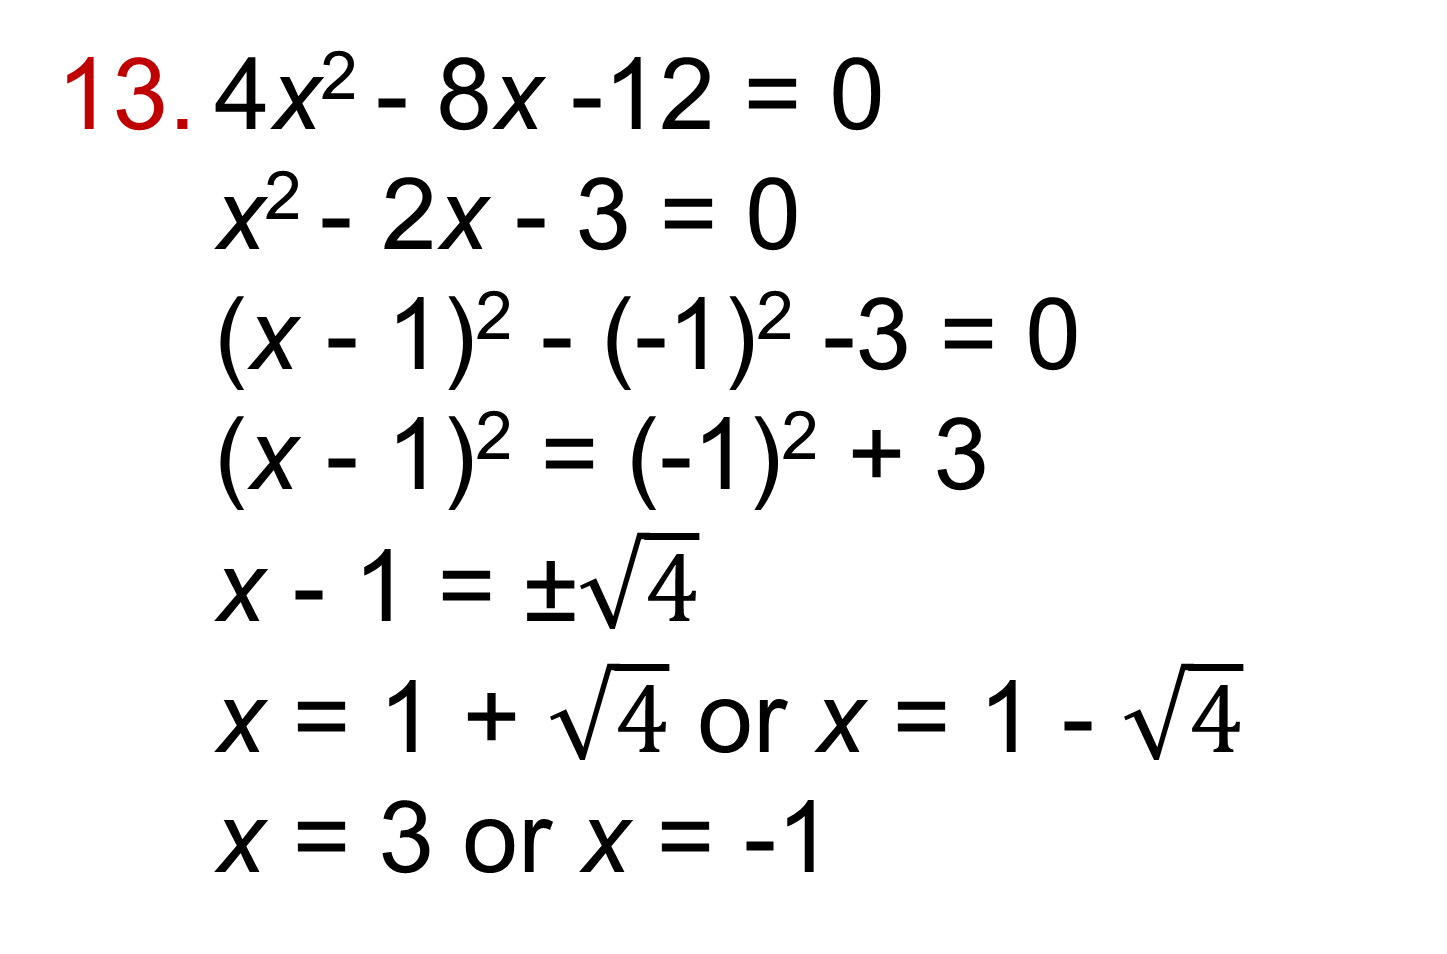 13. 4x² - 8x -12 = 0
x² - 2x - 3 = 0
(x - 1)² - (-1)² -3 = 0
(x - 1)² = (-1)² + 3
x - 1 = ±√4
x = 1 + √4 or x = 1 - √4
x = 3 or x = -1